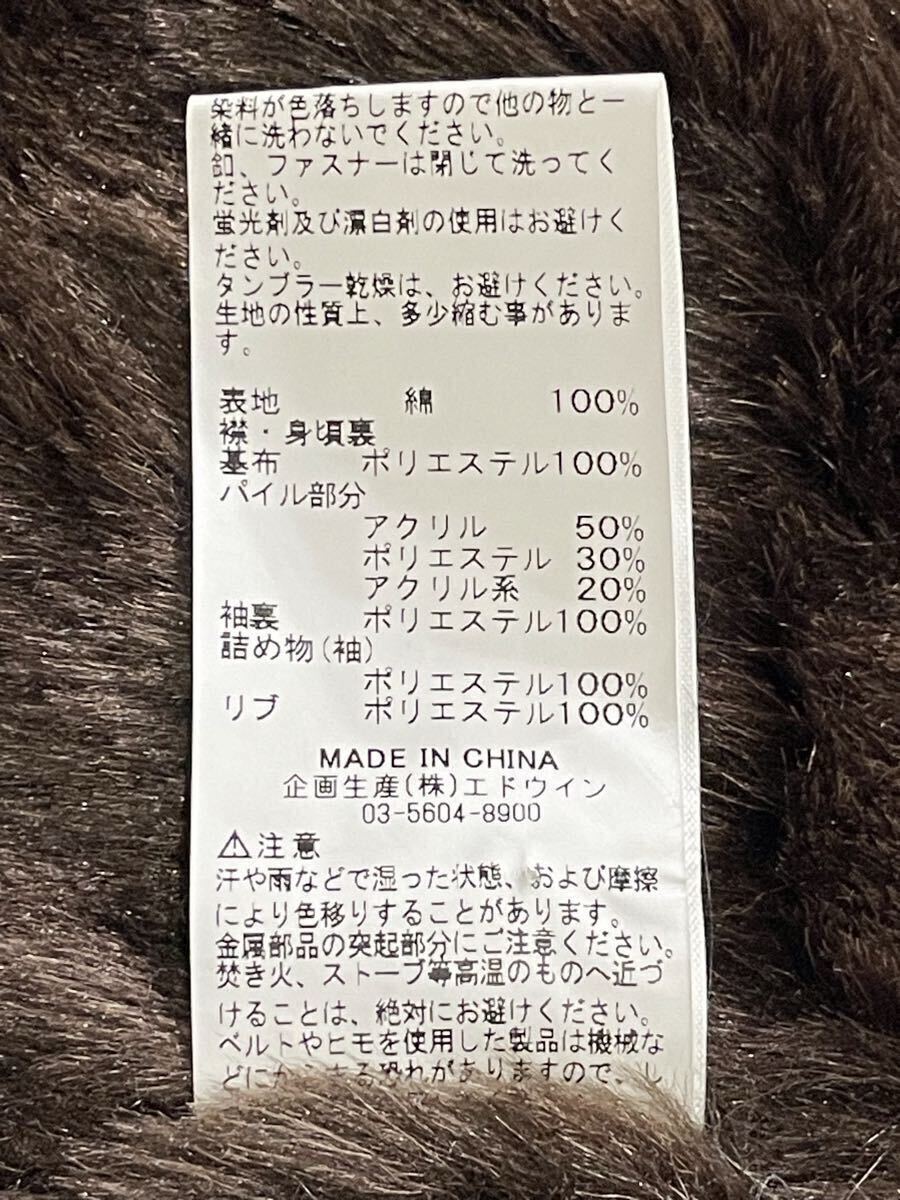 染料が色落ちしますので他の物と一
緒に洗わないでください。
釦、ファスナーは閉じて洗ってく
ださい。
蛍光剤及び漂白剤の使用はお避けく
ださい。
タンブラー乾燥は、お避けください。
生地の性質上、多少縮む事がありま
す。
表地 綿 100%
襟・身頃裏
基布 ポリエステル100%
パイル部分
アクリル 50%
ポリエステル 30%
アクリル系 20%
袖裏 ポリエステル100%
詰め物(袖)
ポリエステル100%
リブ ポリエステル100%
MADE IN CHINA
企画生産(株)エドウイン
03-5604-8900
⚠注意
汗や雨などで湿った状態、および摩擦
により色移りすることがあります。
金属部品の突起部分にご注意ください。
焚き火、ストーブ等高温のものへ近づ
けることは、絶対にお避けください。
ベルトやヒモを使用した製品は機械な
どにからまる恐れがありますので、